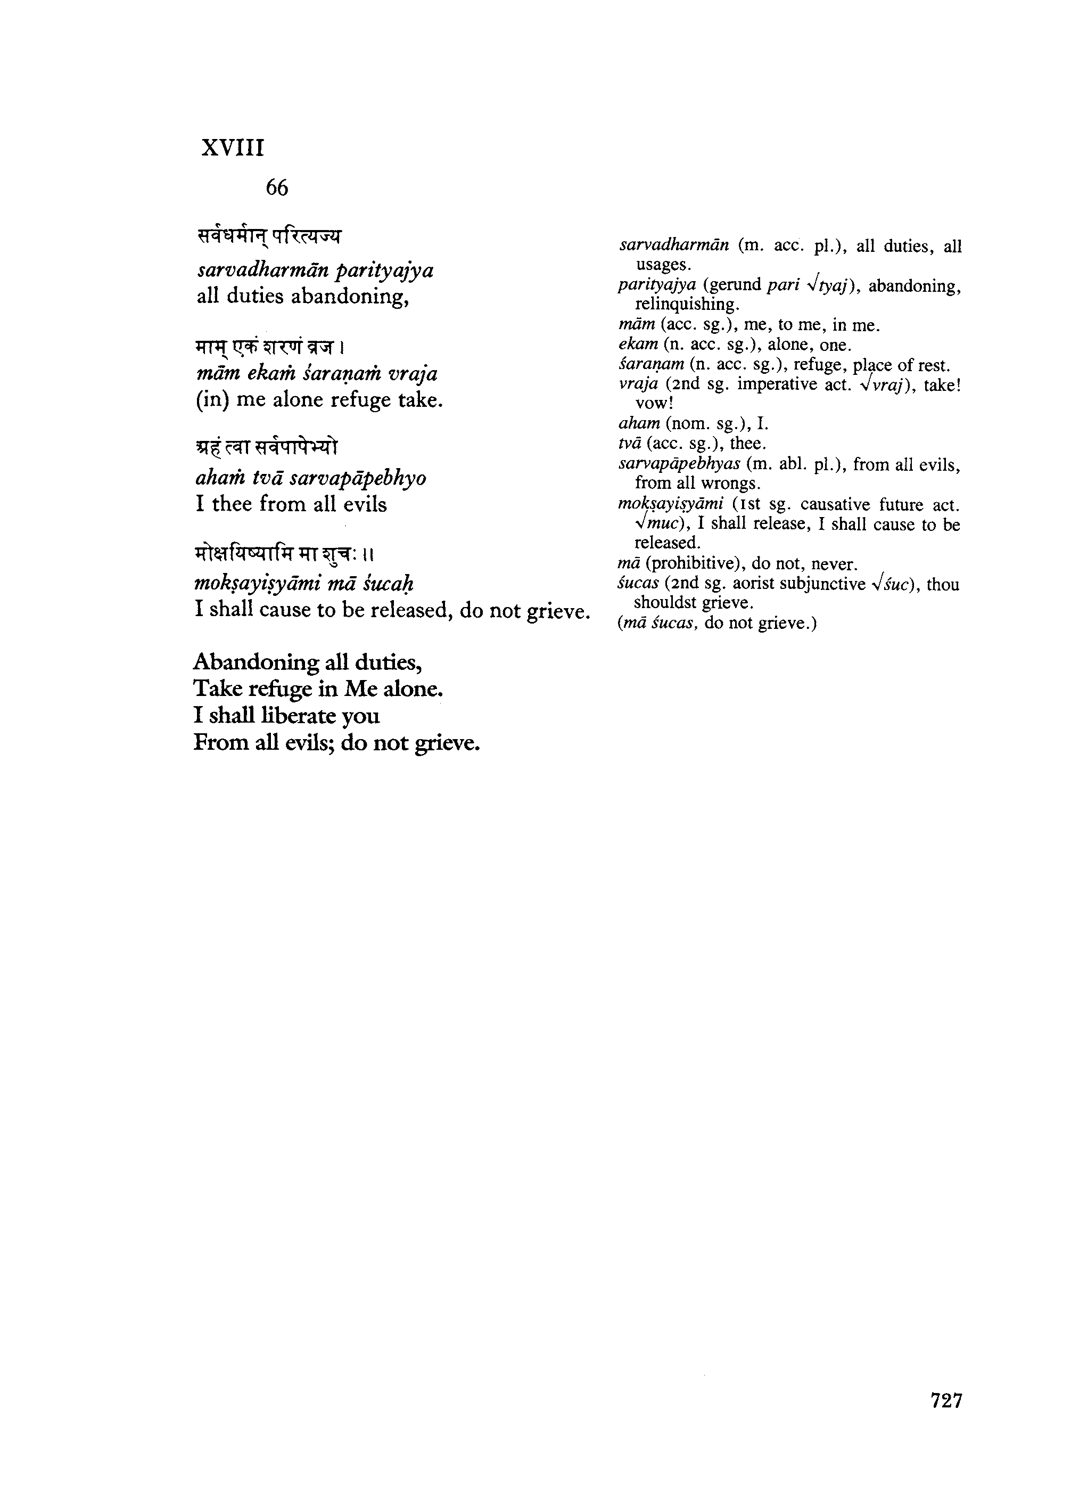 XVIII
66
सर्वधर्मान् परित्यज्य
sarvadharmān parityajya
all duties abandoning,
माम् एकं शरणं व्रज ।
mām ekaṁ śaraṇaṁ vraja
(in) me alone refuge take.
अहं त्वा सर्वपापेभ्यो
ahaṁ tvā sarvapāpebhyo
I thee from all evils
मोक्षयिष्यामि मा शुचः ॥
mokṣayiṣyāmi mā śucaḥ
I shall cause to be released, do not grieve.
Abandoning all duties,
Take refuge in Me alone.
I shall liberate you
From all evils; do not grieve.
sarvadharmān (m. acc. pl.), all duties, all
usages.
parityajya (gerund pari √tyaj), abandoning,
relinquishing.
mām (acc. sg.), me, to me, in me.
ekam (n. acc. sg.), alone, one.
śaraṇam (n. acc. sg.), refuge, place of rest.
vraja (2nd sg. imperative act. √vraj), take!
vow!
aham (nom. sg.), I.
tvā (acc. sg.), thee.
sarvapāpebhyas (m. abl. pl.), from all evils,
from all wrongs.
mokṣayiṣyāmi (1st sg. causative future act.
√muc), I shall release, I shall cause to be
released.
mā (prohibitive), do not, never.
śucas (2nd sg. aorist subjunctive √śuc), thou
shouldst grieve.
(mā śucas, do not grieve.)
727